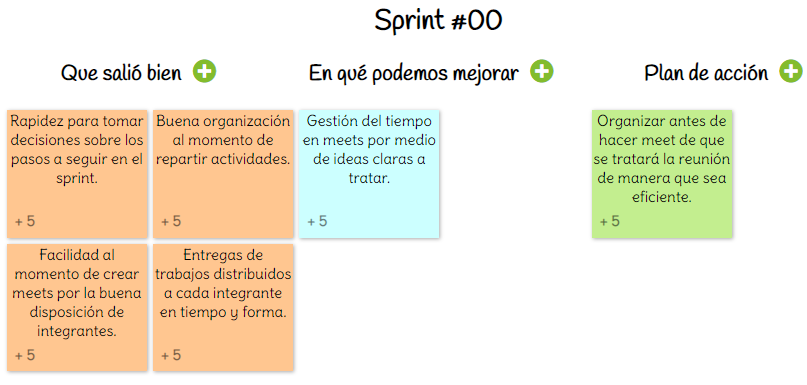 Sprint #00
Que salió bien
En qué podemos mejorar
Plan de acción
Rapidez para tomar
decisiones sobre los
pasos a seguir en el
sprint.
+ 5
Buena organización
al momento de
repartir actividades.
+ 5
Gestión del tiempo
en meets por medio
de ideas claras a
tratar.
+ 5
Organizar antes de
hacer meet de que
se tratará la reunión
de manera que sea
eficiente.
+ 5
Facilidad al
momento de crear
meets por la buena
disposición de
integrantes.
+ 5
Entregas de
trabajos distribuidos
a cada integrante
en tiempo y forma.
+ 5